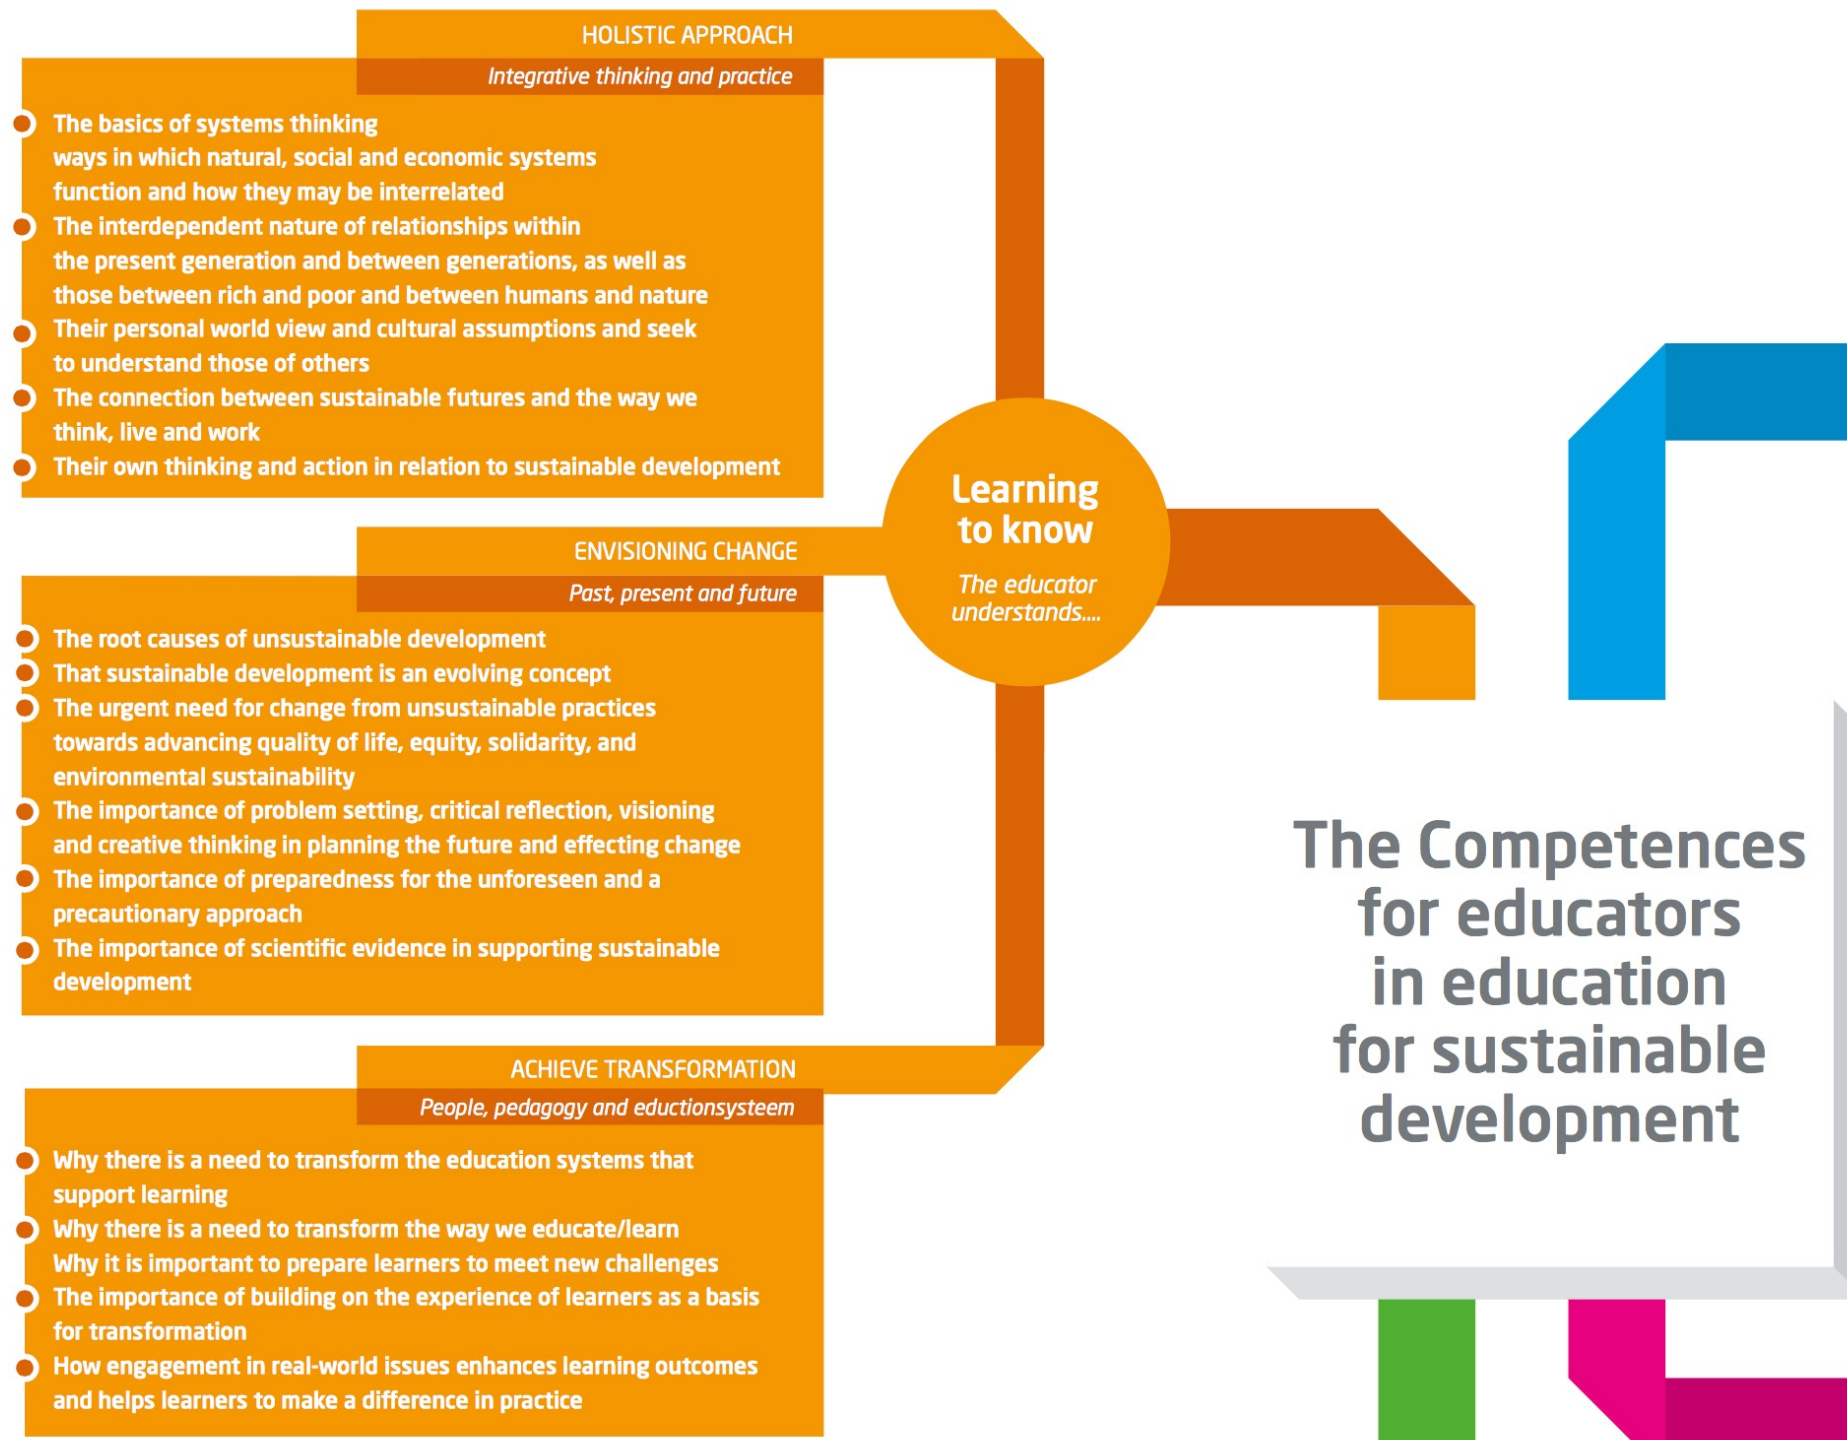 HOLISTIC APPROACH
Integrative thinking and practice
The basics of systems thinking
ways in which natural, social and economic systems
function and how they may be interrelated
The interdependent nature of relationships within
the present generation and between generations, as well as
those between rich and poor and between humans and nature
Their personal world view and cultural assumptions and seek
to understand those of others
The connection between sustainable futures and the way we
think, live and work
Their own thinking and action in relation to sustainable development
ENVISIONING CHANGE
Past, present and future
The root causes of unsustainable development
That sustainable development is an evolving concept
The urgent need for change from unsustainable practices
towards advancing quality of life, equity, solidarity, and
environmental sustainability
The importance of problem setting, critical reflection, visioning
and creative thinking in planning the future and effecting change
The importance of preparedness for the unforeseen and a
precautionary approach
The importance of scientific evidence in supporting sustainable
development
ACHIEVE TRANSFORMATION
People, pedagogy and eductionsysteem
Why there is a need to transform the education systems that
support learning
Why there is a need to transform the way we educate/learn
Why it is important to prepare learners to meet new challenges
The importance of building on the experience of learners as a basis
for transformation
How engagement in real-world issues enhances learning outcomes
and helps learners to make a difference in practice
Learning
to know
The educator
understands....
The Competences
for educators
in education
for sustainable
development